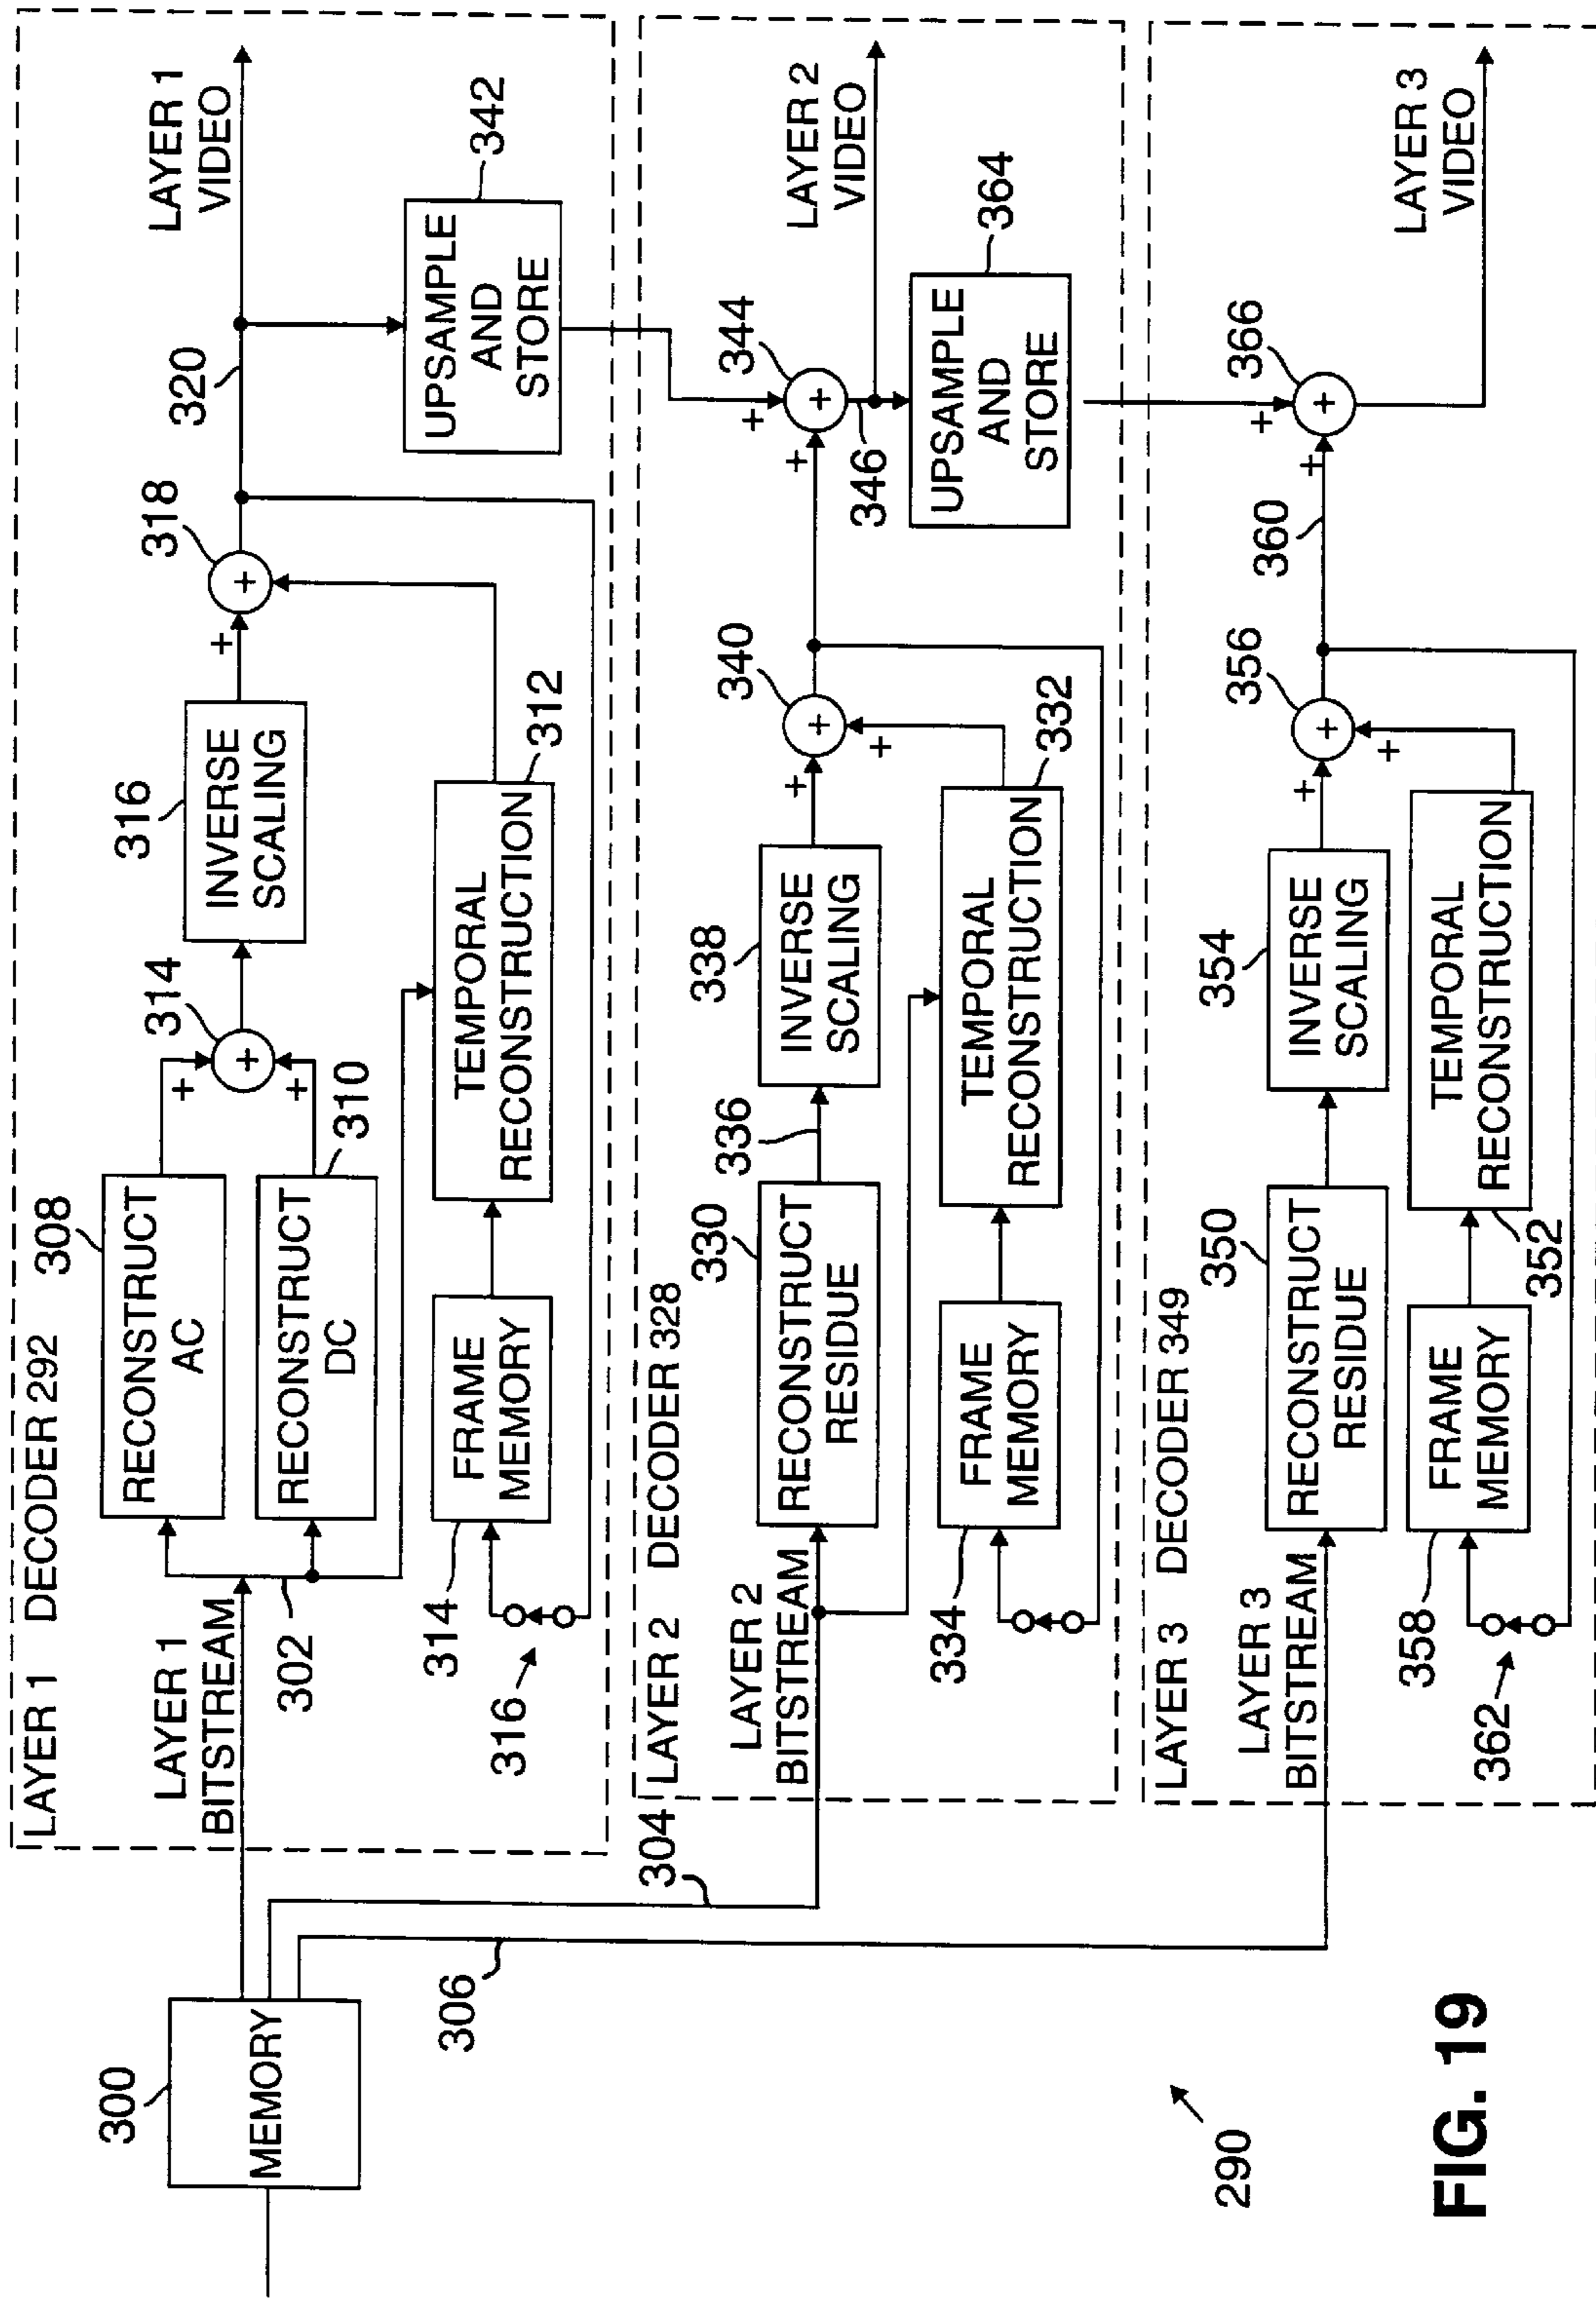 LAYER 1 DECODER 292
LAYER 1
BITSTREAM
302
308
RECONSTRUCT
AC
RECONSTRUCT
DC
310
314
+
+
+
316
INVERSE
SCALING
+
318
+
320
LAYER 1
VIDEO
314
FRAME
MEMORY
316
TEMPORAL
RECONSTRUCTION
312
UPSAMPLE
AND
STORE
342
300
MEMORY
304
306
LAYER 2 DECODER 328
LAYER 2
BITSTREAM
330
RECONSTRUCT
RESIDUE
336
338
INVERSE
SCALING
+
340
+
+
+
+
344
+
346
LAYER 2
VIDEO
334
FRAME
MEMORY
TEMPORAL
RECONSTRUCTION
332
UPSAMPLE
AND
STORE
364
LAYER 3 DECODER 349
LAYER 3
BITSTREAM
350
RECONSTRUCT
RESIDUE
354
INVERSE
SCALING
+
356
+
+
360
+
+
366
+
LAYER 3
VIDEO
358
FRAME
MEMORY
362
352
TEMPORAL
RECONSTRUCTION
290
FIG. 19